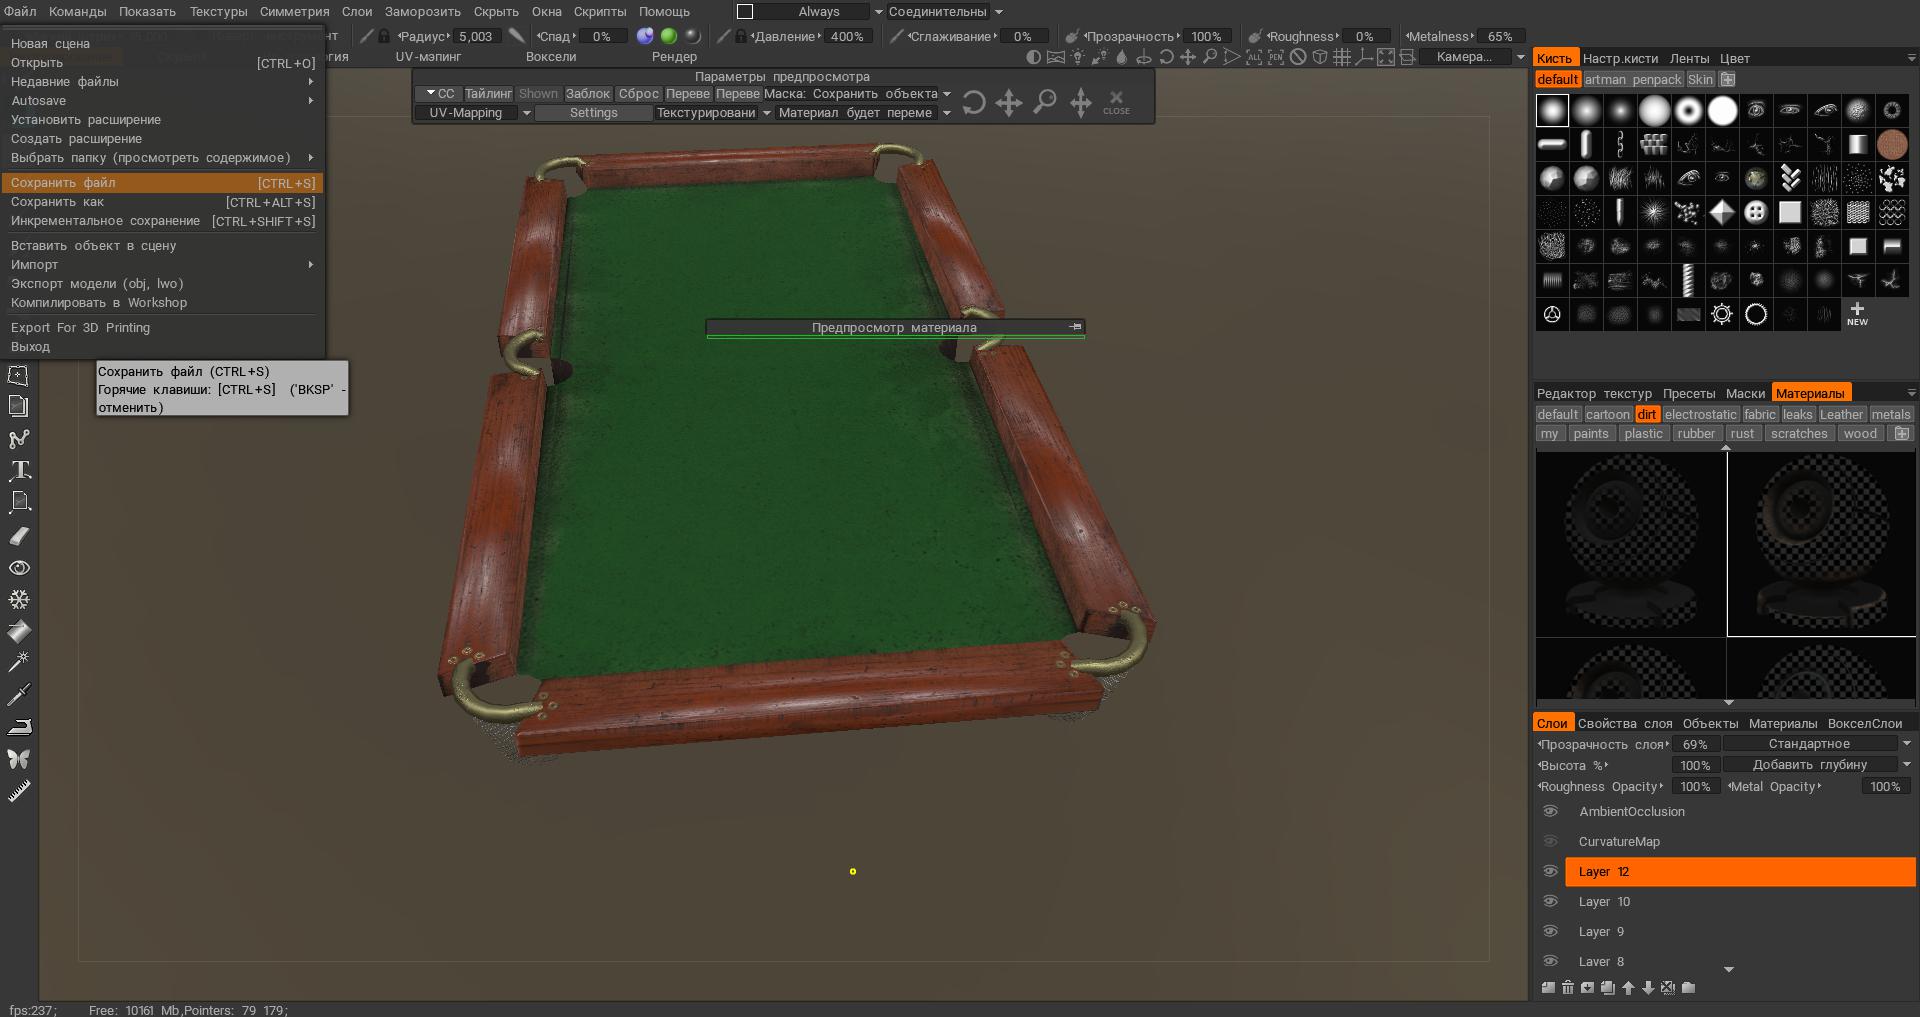 Файл Команды Показать Текстуры Симметрия Слои Заморозить Скрыть Окна Скрипты Помощь Always Соединительны
Радиус 5,003 Спад 0% Давление 400% Сглаживание 0% Прозрачность 100% Roughness 0% Metalness 65%
UV-мэпинг Воксели Рендер Камера...
Новая сцена
Открыть [CTRL+O]
Недавние файлы
Autosave
Установить расширение
Создать расширение
Выбрать папку (просмотреть содержимое)
Сохранить файл [CTRL+S]
Сохранить как [CTRL+ALT+S]
Инкрементальное сохранение [CTRL+SHIFT+S]
Вставить объект в сцену
Импорт
Экспорт модели (obj, lwo)
Компилировать в Workshop
Export For 3D Printing
Выход
Сохранить файл (CTRL+S)
Горячие клавиши: [CTRL+S] ('BKSP' -
отменить)
Параметры предпросмотра
СС Тайлинг Shown Заблок Сброс Переве Переве Маска: Сохранить объекта
UV-Mapping Settings Текстурировани Материал будет переме
CLOSE
Предпросмотр материала
Кисть Настр.кисти Ленты Цвет
default artman penpack Skin
NEW
Редактор текстур Пресеты Маски Материалы
default cartoon dirt electrostatic fabric leaks Leather metals
my paints plastic rubber rust scratches wood
Слои Свойства слоя Объекты Материалы ВокселСлои
Прозрачность слоя 69% Стандартное
Высота % 100% Добавить глубину
Roughness Opacity 100% Metal Opacity 100%
AmbientOcclusion
CurvatureMap
Layer 12
Layer 10
Layer 9
Layer 8
fps:237; Free: 10161 Mb,Pointers: 79 179;